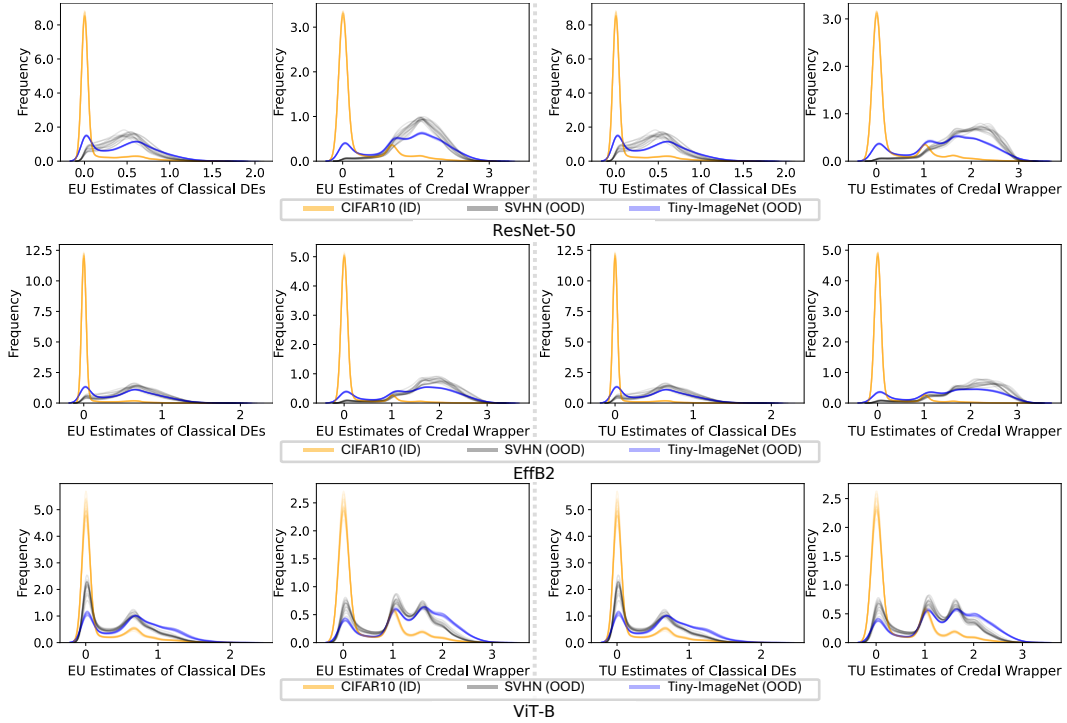 8.0
6.0
4.0
2.0
0.0
Frequency
0.0 0.5 1.0 1.5 2.0
EU Estimates of Classical DEs
3.0
2.0
1.0
0.0
Frequency
0 1 2 3
EU Estimates of Credal Wrapper
8.0
6.0
4.0
2.0
0.0
Frequency
0.0 0.5 1.0 1.5 2.0
TU Estimates of Classical DEs
3.0
2.0
1.0
0.0
Frequency
0 1 2 3
TU Estimates of Credal Wrapper
CIFAR10 (ID) SVHN (OOD) Tiny-ImageNet (OOD)
ResNet-50
12.5
10.0
7.5
5.0
2.5
0.0
Frequency
0 1 2
EU Estimates of Classical DEs
5.0
4.0
3.0
2.0
1.0
0.0
Frequency
0 1 2 3
EU Estimates of Credal Wrapper
12.5
10.0
7.5
5.0
2.5
0.0
Frequency
0 1 2
TU Estimates of Classical DEs
5.0
4.0
3.0
2.0
1.0
0.0
Frequency
0 1 2 3
TU Estimates of Credal Wrapper
CIFAR10 (ID) SVHN (OOD) Tiny-ImageNet (OOD)
EffB2
5.0
4.0
3.0
2.0
1.0
0.0
Frequency
0 1 2
EU Estimates of Classical DEs
2.5
2.0
1.5
1.0
0.5
0.0
Frequency
0 1 2 3
EU Estimates of Credal Wrapper
5.0
4.0
3.0
2.0
1.0
0.0
Frequency
0 1 2
TU Estimates of Classical DEs
2.5
2.0
1.5
1.0
0.5
0.0
Frequency
0 1 2 3
TU Estimates of Credal Wrapper
CIFAR10 (ID) SVHN (OOD) Tiny-ImageNet (OOD)
ViT-B